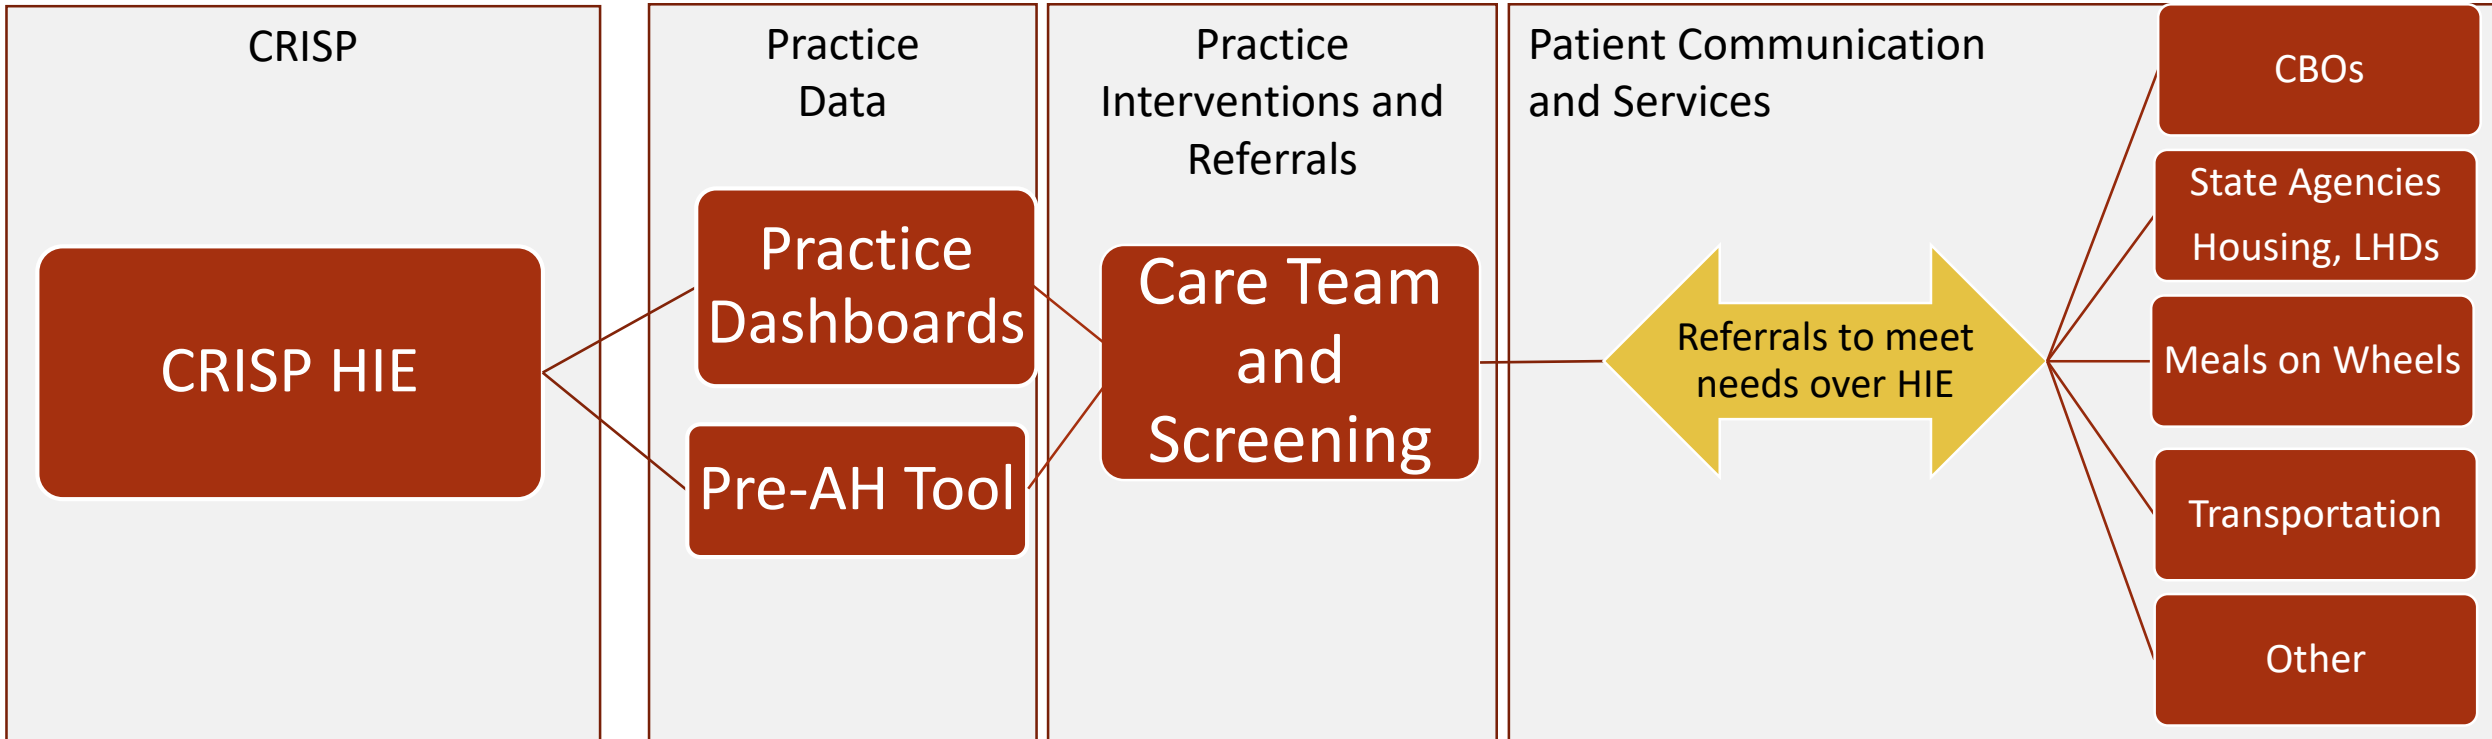 CRISP
CRISP HIE
Practice
Data
Practice
Dashboards
Pre-AH Tool
Practice
Interventions and
Referrals
Care Team
and
Screening
Patient Communication
and Services
Referrals to meet
needs over HIE
CBOs
State Agencies
Housing, LHDs
Meals on Wheels
Transportation
Other